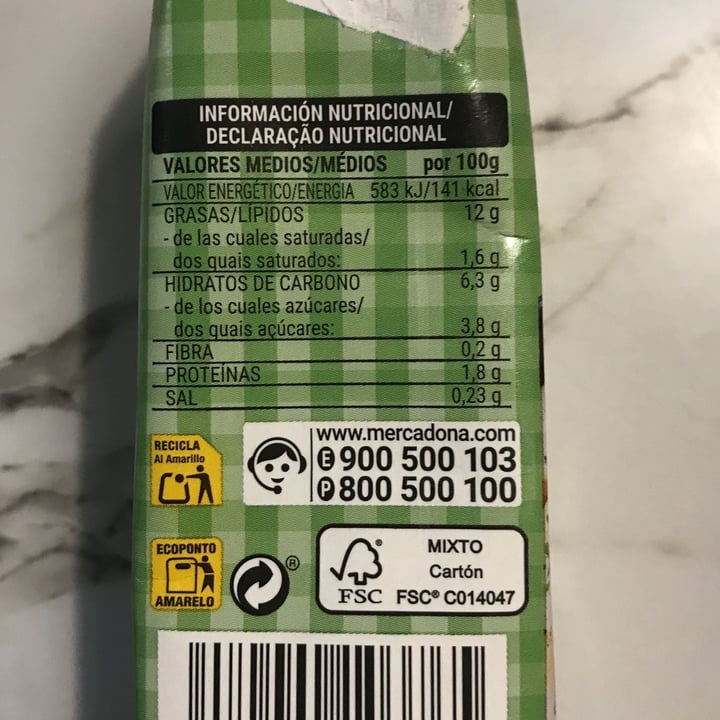 INFORMACIÓN NUTRICIONAL/
DECLARAÇÃO NUTRICIONAL
VALORES MEDIOS/MÉDIOS por 100g
VALOR ENERGÉTICO/ENERGIA 583 kJ/141 kcal
GRASAS/LÍPIDOS 12 g
- de las cuales saturadas/
dos quais saturados: 1,6 g
HIDRATOS DE CARBONO 6,3 g
- de los cuales azúcares/
dos quais açúcares: 3,8 g
FIBRA 0,2 g
PROTEÍNAS 1,8 g
SAL 0,23 g
RECICLA
Al Amarillo
www.mercadona.com
E 900 500 103
P 800 500 100
ECOPONTO
AMARELO
®
FSC
MIXTO
Cartón
FSC® C014047